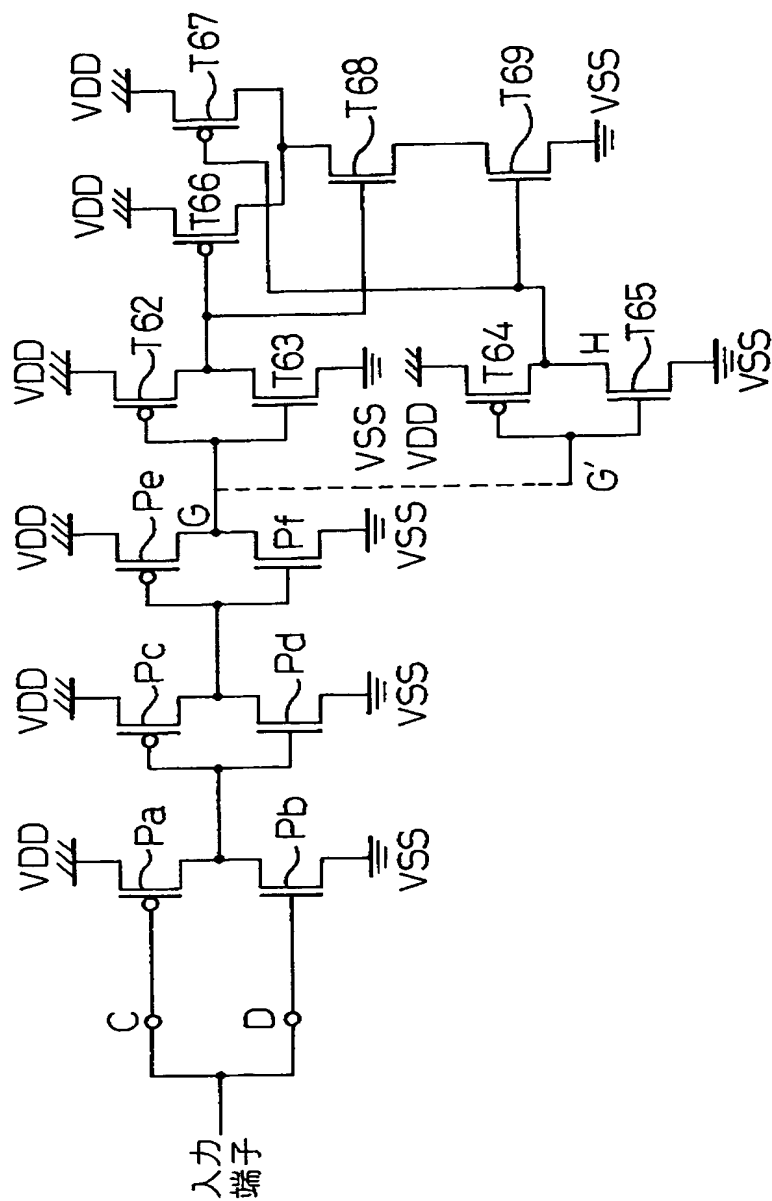 入力
端子
C
D
VDD
Pa
Pb
VSS
VDD
Pc
Pd
VSS
VDD
Pe
G
Pf
VSS
VDD
T62
T63
VSS
VDD
T64
G'
H
T65
VSS
VDD
T66
VDD
T67
T68
T69
VSS